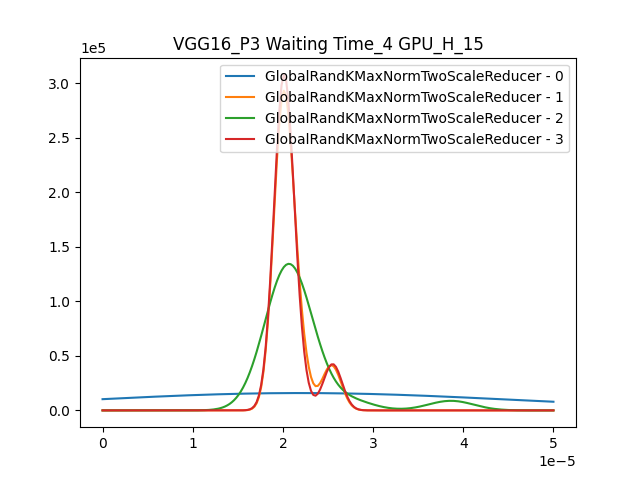 VGG16_P3 Waiting Time_4 GPU_H_15
1e5
GlobalRandKMaxNormTwoScaleReducer - 0
GlobalRandKMaxNormTwoScaleReducer - 1
GlobalRandKMaxNormTwoScaleReducer - 2
GlobalRandKMaxNormTwoScaleReducer - 3
3.0
2.5
2.0
1.5
1.0
0.5
0.0
0 1 2 3 4 5
1e−5